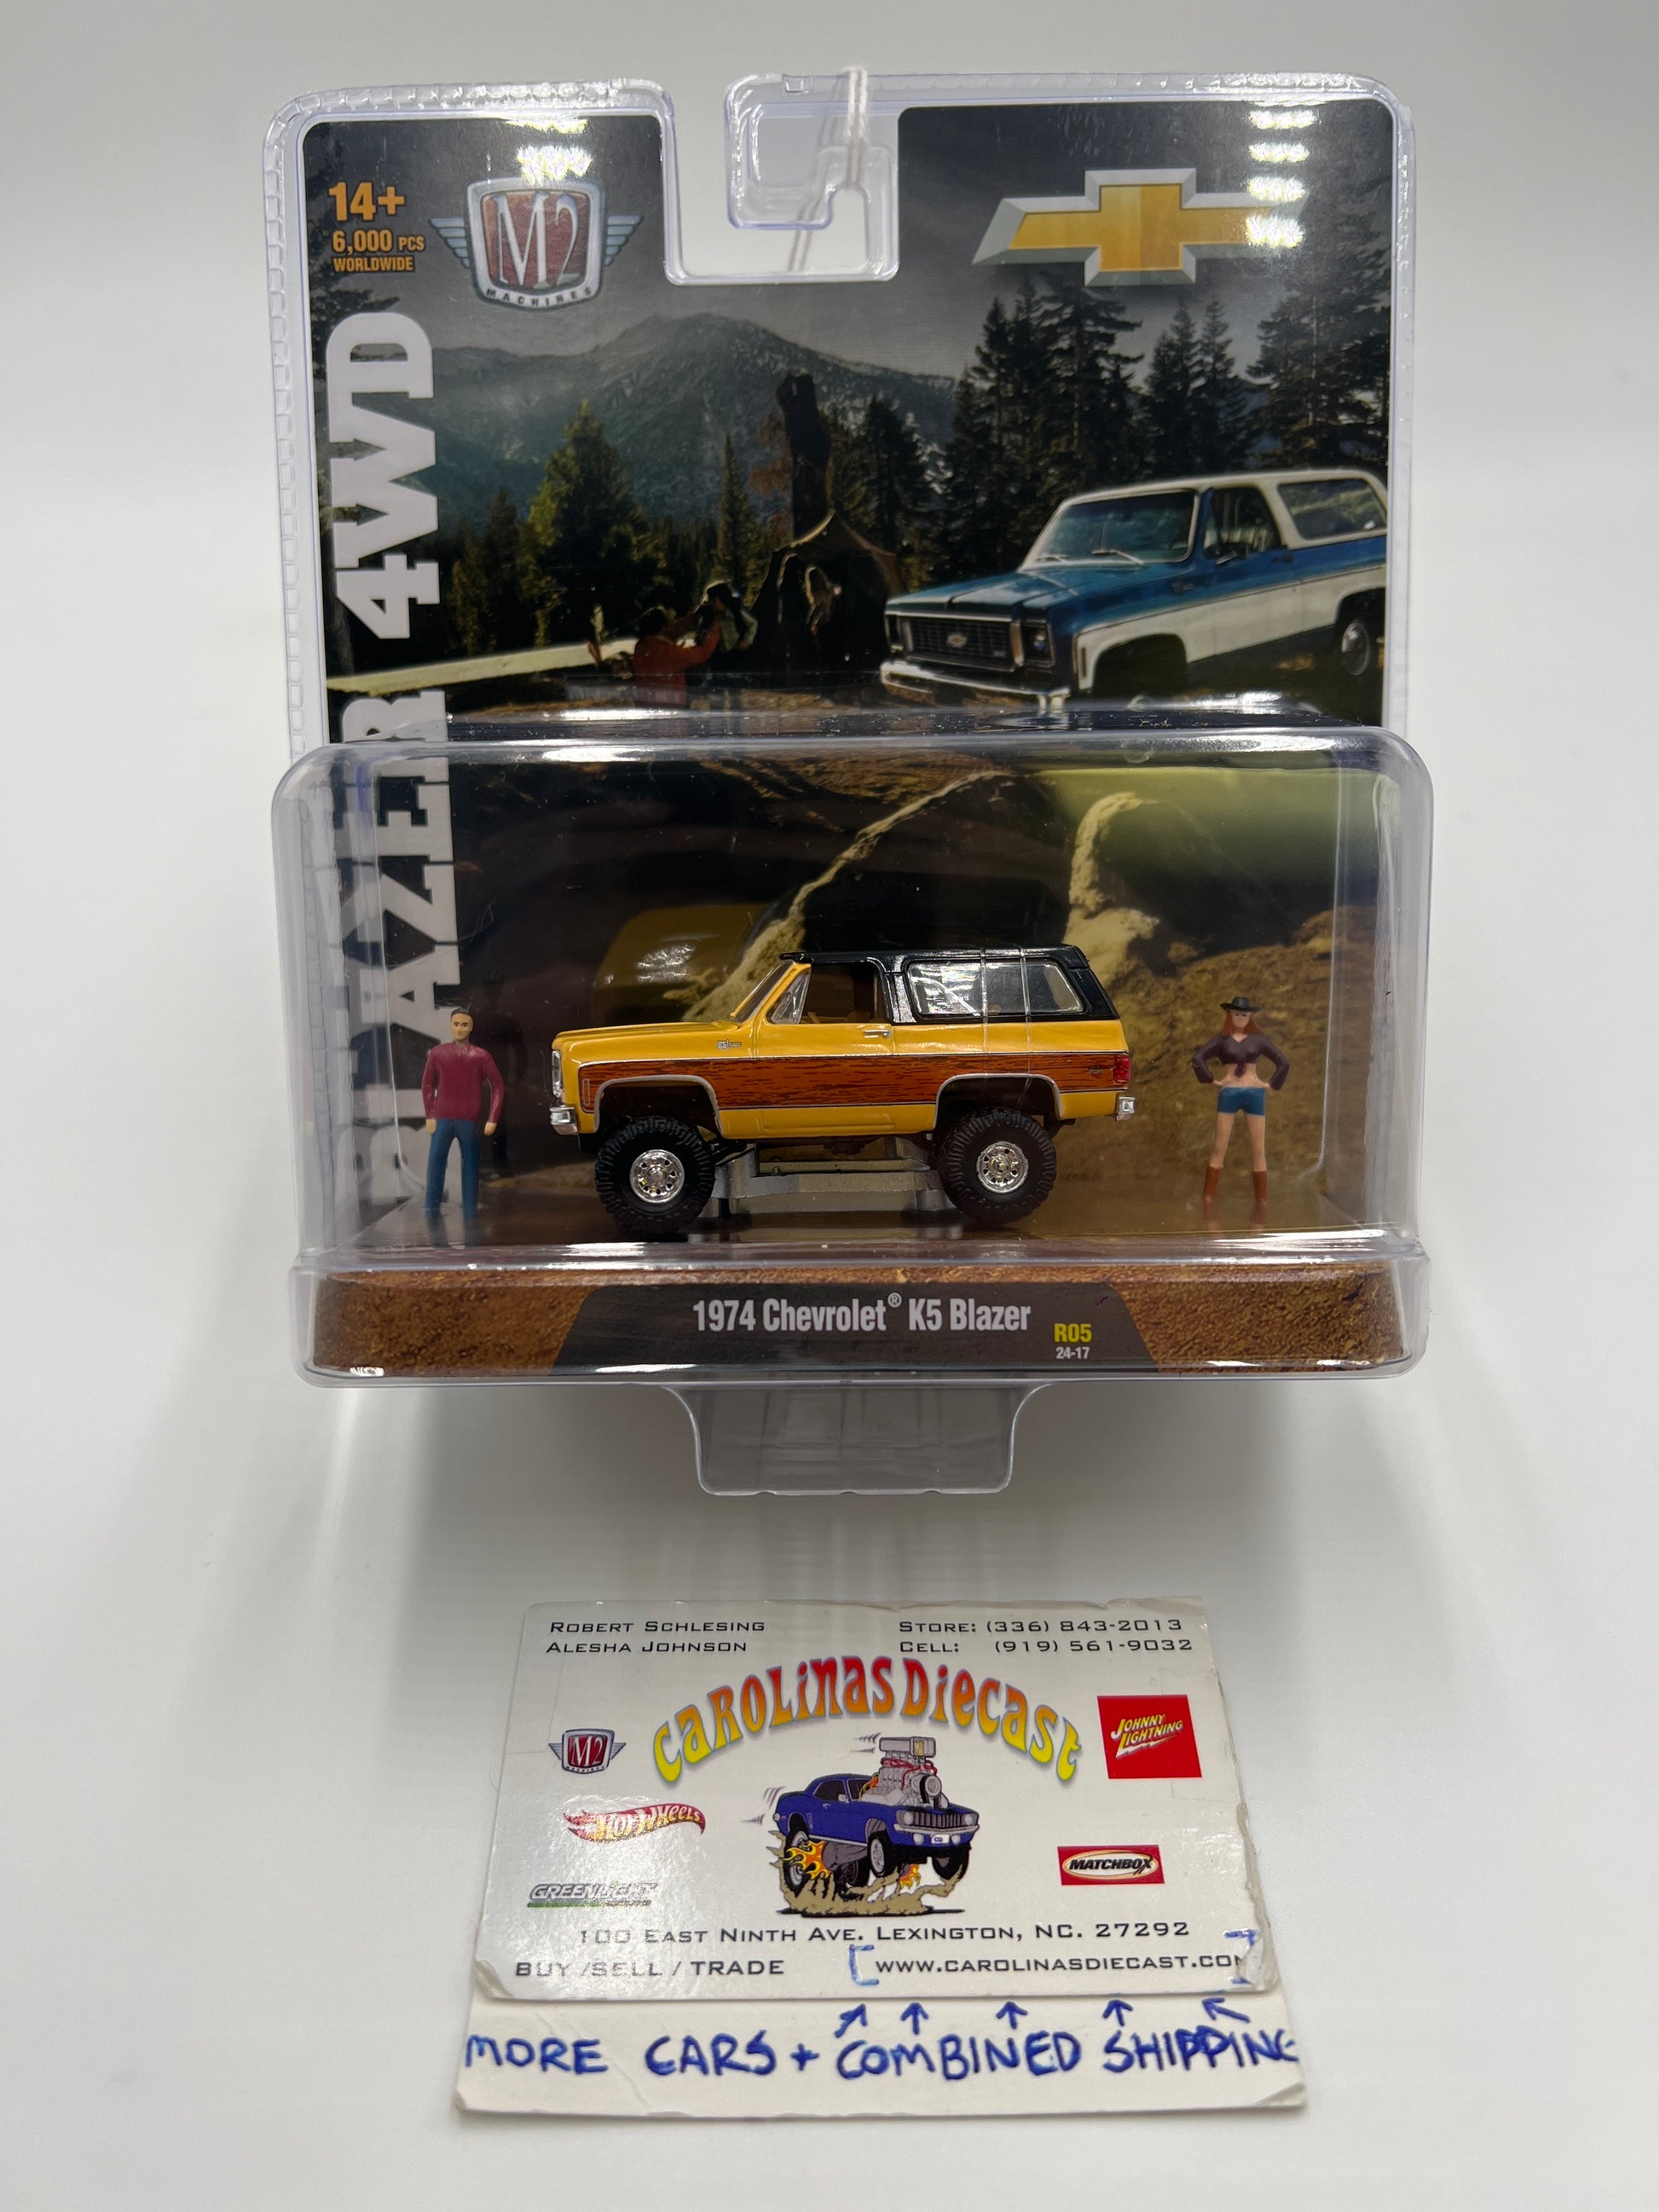 14+
6,000 PCS
WORLDWIDE
M2
MACHINES
BLAZER 4WD
1974 Chevrolet® K5 Blazer
R05
24-17
ROBERT SCHLESING
ALESHA JOHNSON
STORE: (336) 843-2013
CELL: (919) 561-9032
CAROLINAS DIECAST
M2
JOHNNY LIGHTNING
HOT WHEELS
MATCHBOX
GREENLIGHT
100 EAST NINTH AVE. LEXINGTON, NC. 27292
BUY /SELL / TRADE [WWW.CAROLINASDIECAST.COM]
MORE CARS + COMBINED SHIPPING